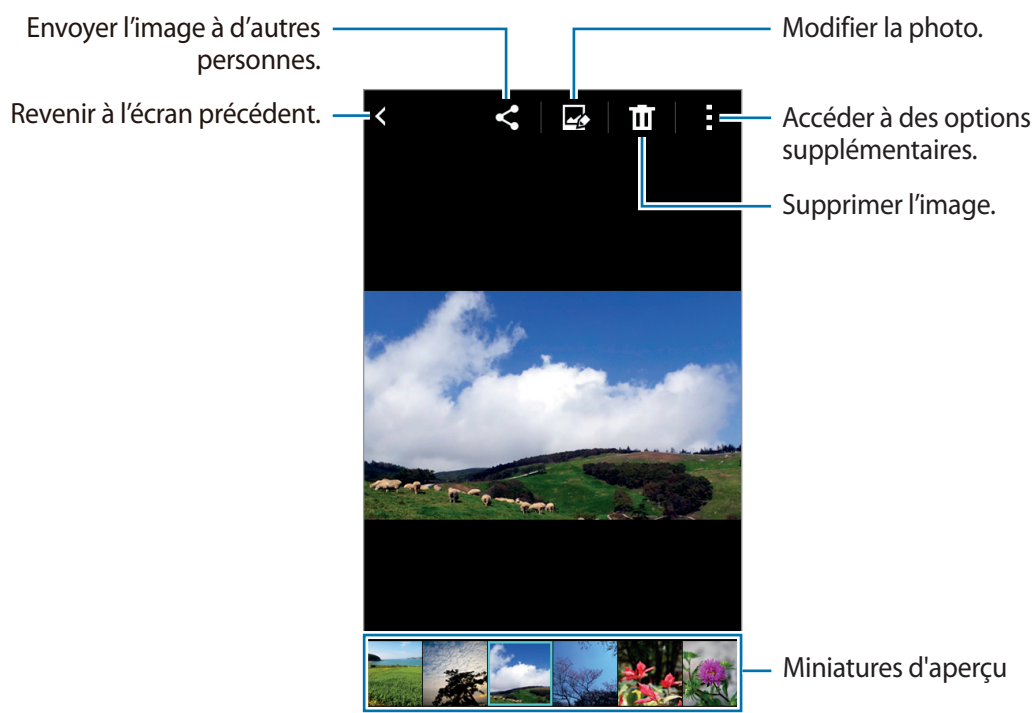 Envoyer l’image à d’autres
personnes.
Revenir à l’écran précédent.
Modifier la photo.
Accéder à des options
supplémentaires.
Supprimer l’image.
Miniatures d'aperçu